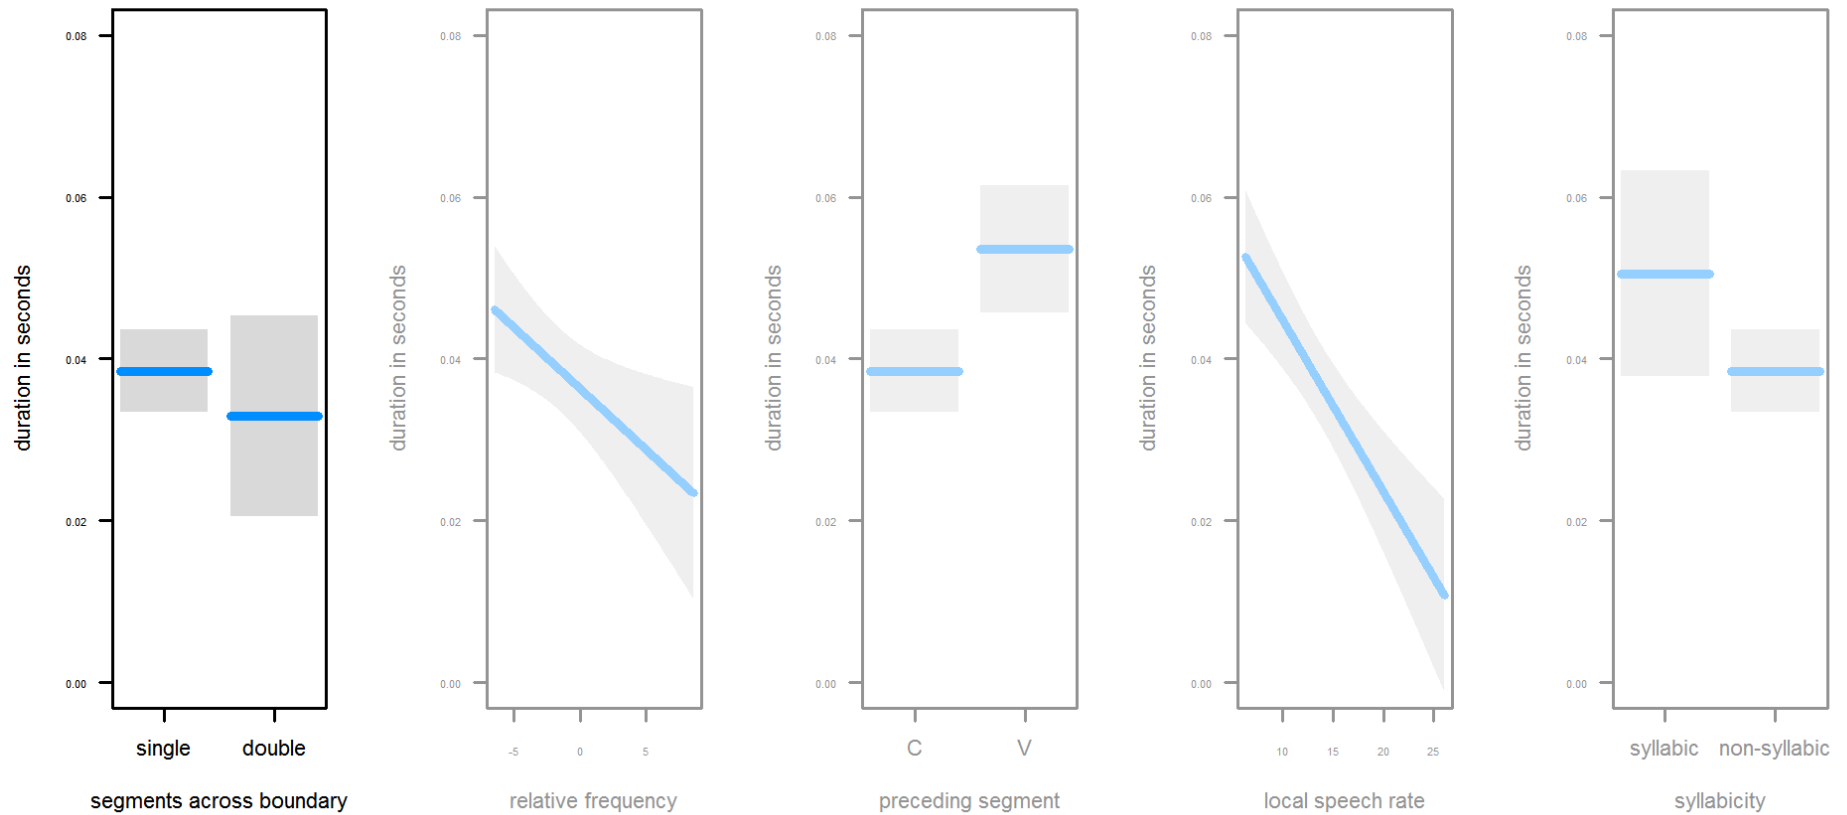 duration in seconds
0.08
0.06
0.04
0.02
0.00
single double
segments across boundary
duration in seconds
0.08
0.06
0.04
0.02
0.00
-5 0 5
relative frequency
duration in seconds
0.08
0.06
0.04
0.02
0.00
C V
preceding segment
duration in seconds
0.08
0.06
0.04
0.02
0.00
10 15 20 25
local speech rate
duration in seconds
0.08
0.06
0.04
0.02
0.00
syllabic non-syllabic
syllabicity